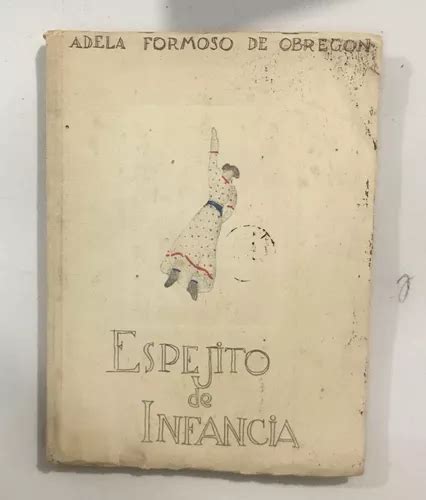 ADELA FORMOSO DE OBREGON
ESPEJITO
de
INFANCIA